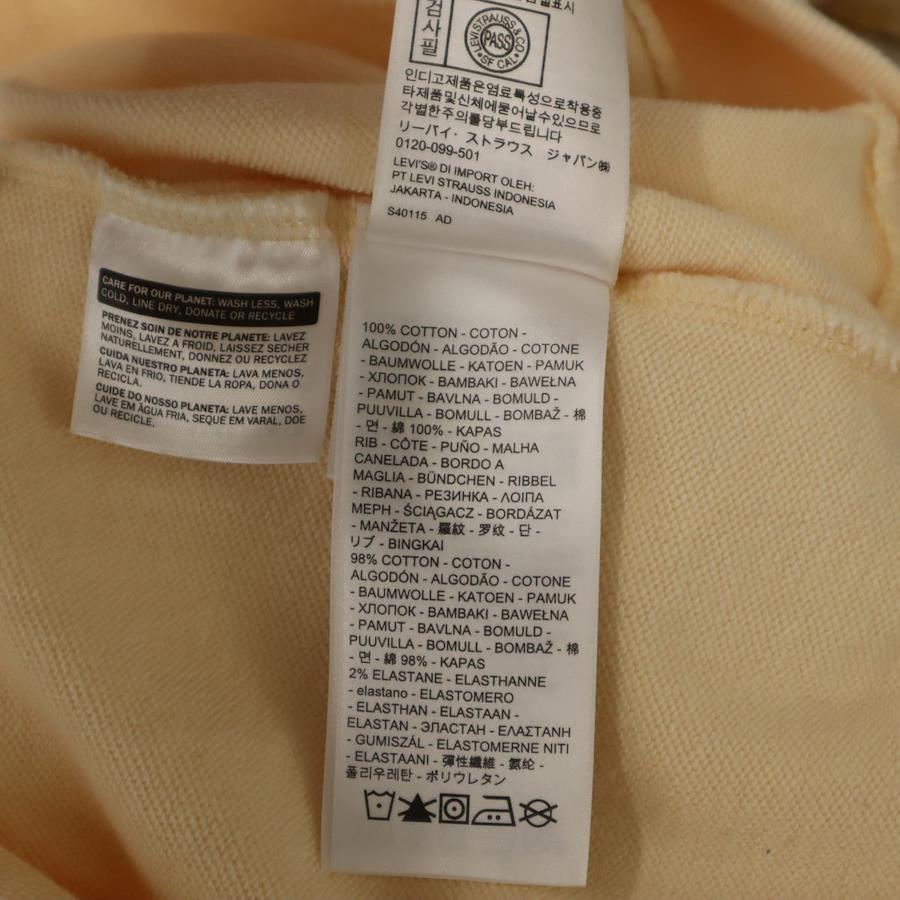 검
사
필
LEVI STRAUSS & CO
PASS
SF CAL
인디고제품은염료특성으로착용중
타제품및신체에묻어날수있으므로
각별한주의를당부드립니다
リーバイ・ストラウス ジャパン㈱
0120-099-501
LEVI'S® DI IMPORT OLEH:
PT LEVI STRAUSS INDONESIA
JAKARTA - INDONESIA
S40115 AD
CARE FOR OUR PLANET: WASH LESS, WASH
COLD, LINE DRY, DONATE OR RECYCLE
PRENEZ SOIN DE NOTRE PLANETE: LAVEZ
MOINS, LAVEZ A FROID, LAISSEZ SECHER
NATURELLEMENT, DONNEZ OU RECYCLEZ
CUIDA NUESTRO PLANETA: LAVA MENOS,
LAVA EN FRIO, TIENDE LA ROPA, DONA O
RECICLA.
CUIDE DO NOSSO PLANETA: LAVE MENOS,
LAVE EM ÁGUA FRIA, SEQUE EM VARAL, DOE
OU RECICLE.
100% COTTON - COTON -
ALGODÓN - ALGODÃO - COTONE
- BAUMWOLLE - KATOEN - PAMUK
- ХЛОПОК - BAMBAKI - BAWEŁNA
- PAMUT - BAVLNA - BOMULD -
PUUVILLA - BOMULL - BOMBAŽ - 棉
- 면 - 綿 100% - KAPAS
RIB - CÔTE - PUÑO - MALHA
CANELADA - BORDO A
MAGLIA - BÜNDCHEN - RIBBEL
- RIBANA - РЕЗИНКА - ΛΟΙΠΑ
ΜΕΡΗ - ŚCIĄGACZ - BORDÁZAT
- MANŽETA - 羅紋 - 罗纹 - 단 -
リブ - BINGKAI
98% COTTON - COTON -
ALGODÓN - ALGODÃO - COTONE
- BAUMWOLLE - KATOEN - PAMUK
- ХЛОПОК - BAMBAKI - BAWEŁNA
- PAMUT - BAVLNA - BOMULD -
PUUVILLA - BOMULL - BOMBAŽ - 棉
- 면 - 綿 98% - KAPAS
2% ELASTANE - ELASTHANNE
- elastano - ELASTOMERO
- ELASTHAN - ELASTAAN -
ELASTAN - ЭЛАСТАН - ΕΛΑΣΤΑΝΗ
- GUMISZÁL - ELASTOMERNE NITI
- ELASTAANI - 彈性纖維 - 氨纶 -
폴리우레탄 - ポリウレタン